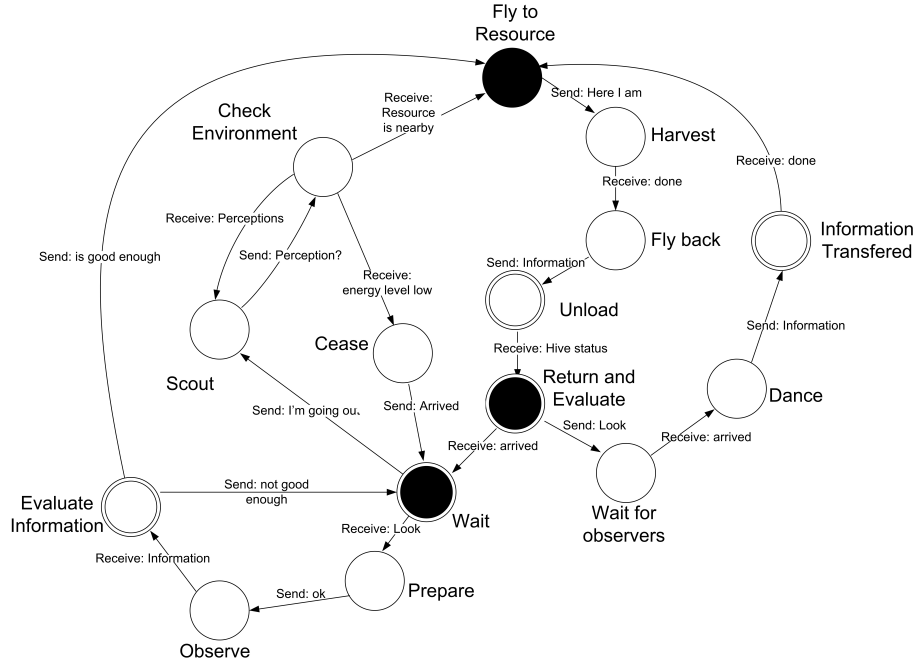 Fly to
Resource
Send: Here I am
Receive:
Resource
is nearby
Check
Environment
Harvest
Receive: done
Receive: done
Receive: Perceptions
Send: Perception?
Send: is good enough
Fly back
Information
Transfered
Send: Information
Receive:
energy level low
Unload
Send: Information
Cease
Receive: Hive status
Scout
Return and
Evaluate
Dance
Send: I'm going ou
Send: Arrived
Send: Look
Receive: arrived
Receive: arrived
Send: not good
enough
Evaluate
Information
Wait
Wait for
observers
Receive: Look
Receive: Information
Prepare
Send: ok
Observe